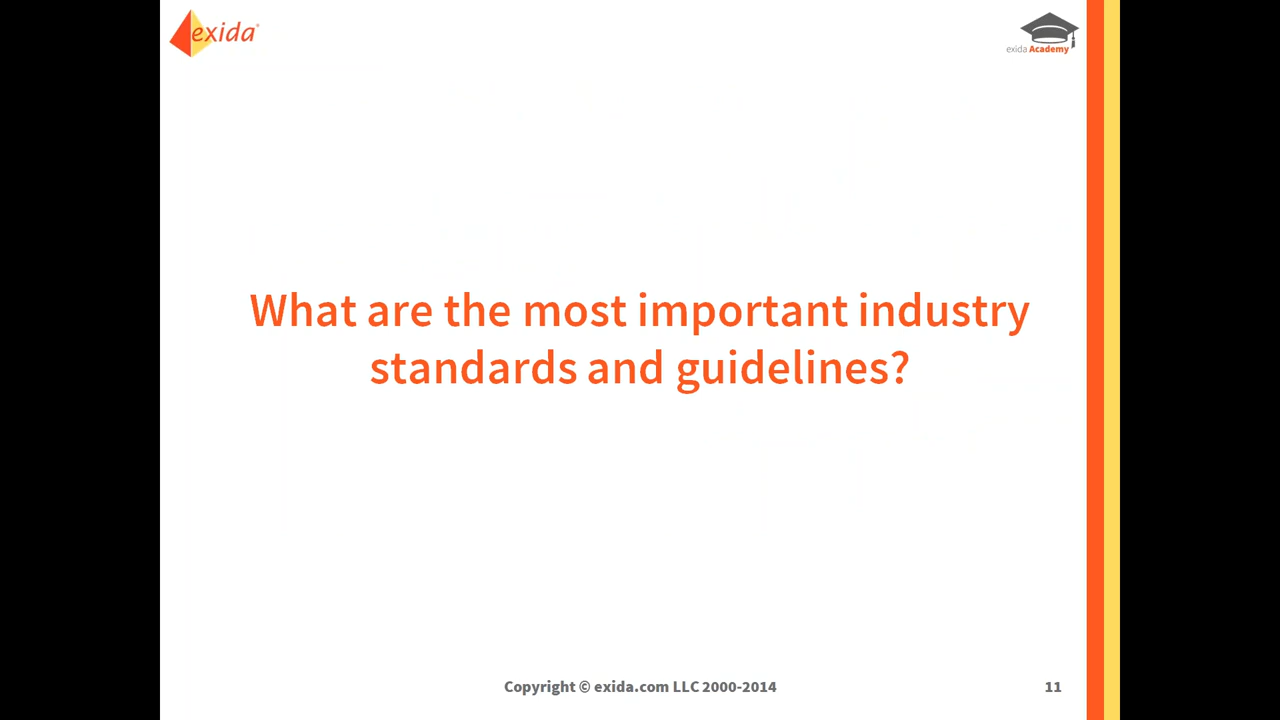 exida®
exida Academy
What are the most important industry
standards and guidelines?
Copyright © exida.com LLC 2000-2014
11